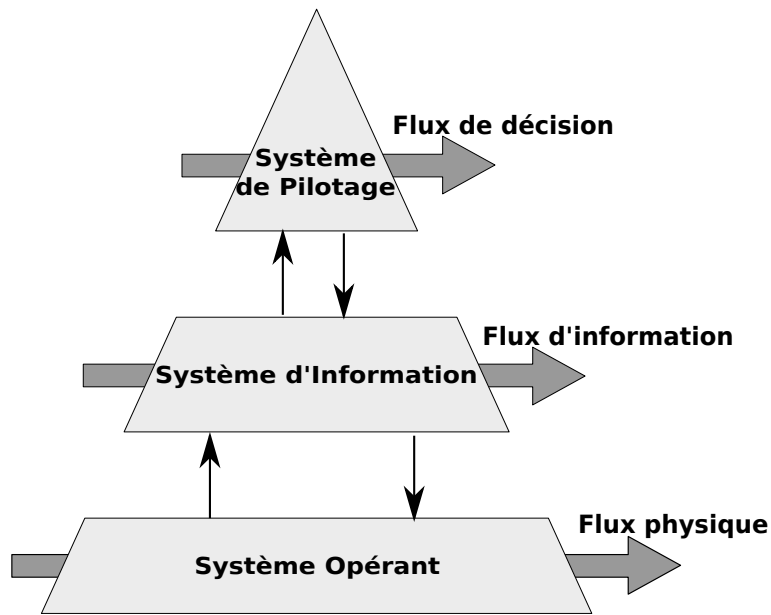 Flux de décision
Système
de Pilotage
Flux d'information
Système d'Information
Flux physique
Système Opérant